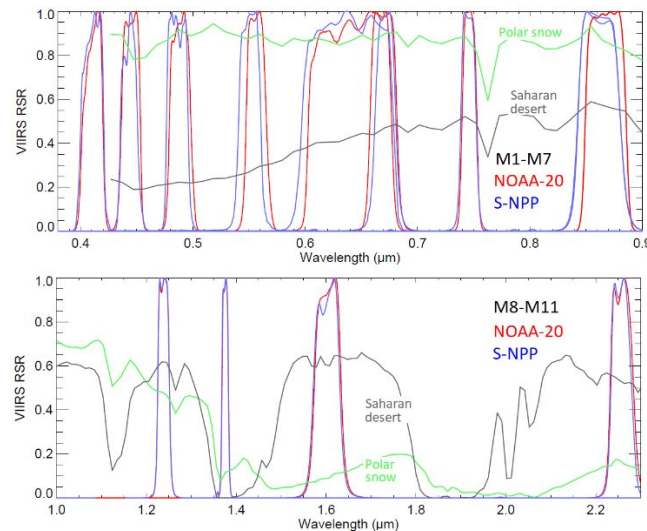 VIIRS RSR
1.0
0.8
0.6
0.4
0.2
0.0
Polar snow
Saharan
desert
M1-M7
NOAA-20
S-NPP
0.4 0.5 0.6 0.7 0.8 0.9
Wavelength (µm)
VIIRS RSR
1.0
0.8
0.6
0.4
0.2
0.0
M8-M11
NOAA-20
S-NPP
Saharan
desert
Polar
snow
1.0 1.2 1.4 1.6 1.8 2.0 2.2
Wavelength (µm)